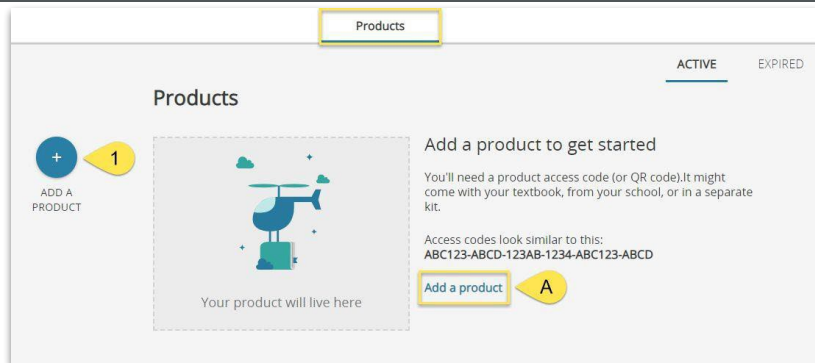 Products
ACTIVE EXPIRED
Products
+ 1
ADD A
PRODUCT
Your product will live here
Add a product to get started
You'll need a product access code (or QR code).It might
come with your textbook, from your school, or in a separate
kit.
Access codes look similar to this:
ABC123-ABCD-123AB-1234-ABC123-ABCD
Add a product A